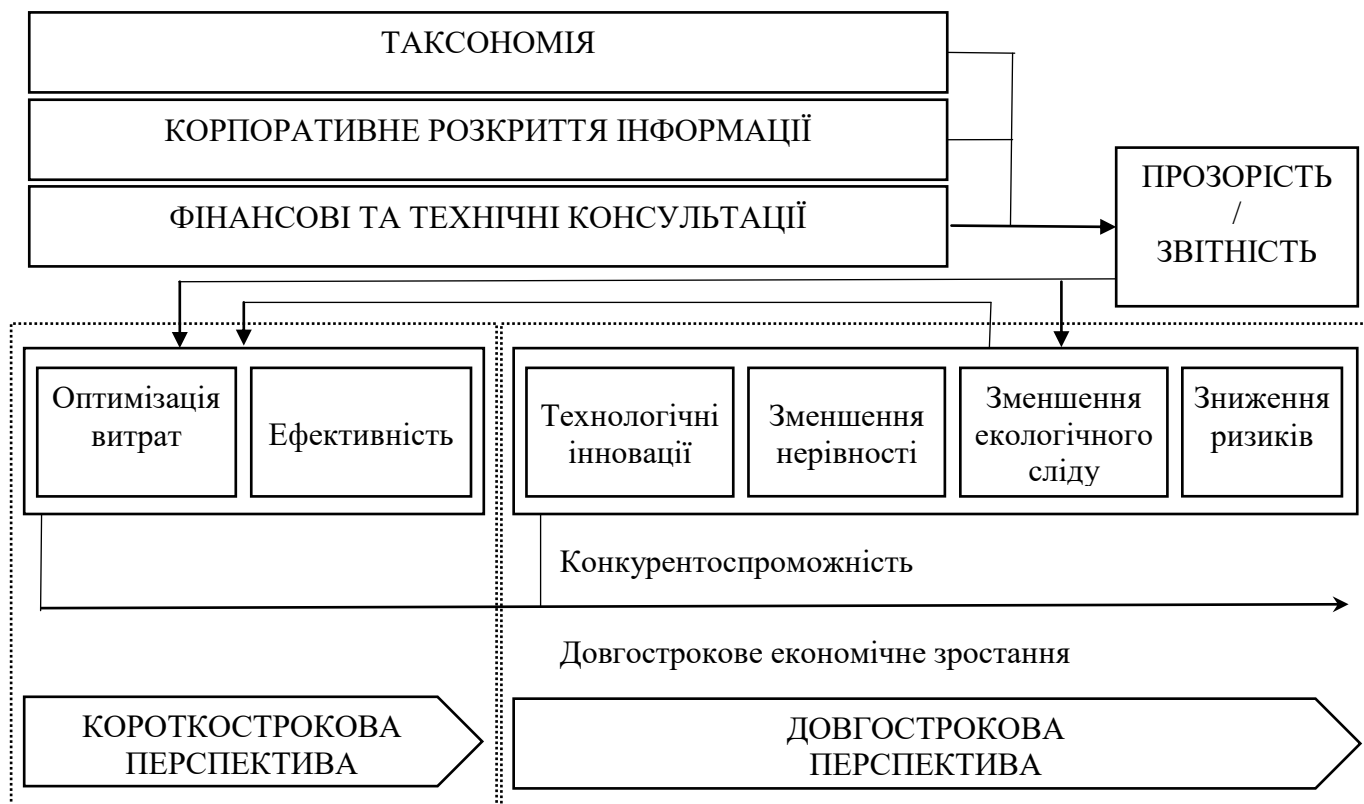 ТАКСОНОМІЯ
КОРПОРАТИВНЕ РОЗКРИТТЯ ІНФОРМАЦІЇ
ФІНАНСОВІ ТА ТЕХНІЧНІ КОНСУЛЬТАЦІЇ
ПРОЗОРІСТЬ
/
ЗВІТНІСТЬ
Оптимізація
витрат
Ефективність
Технологічні
інновації
Зменшення
нерівності
Зменшення
екологічного
сліду
Зниження
ризиків
Конкурентоспроможність
Довгострокове економічне зростання
КОРОТКОСТРОКОВА
ПЕРСПЕКТИВА
ДОВГОСТРОКОВА
ПЕРСПЕКТИВА